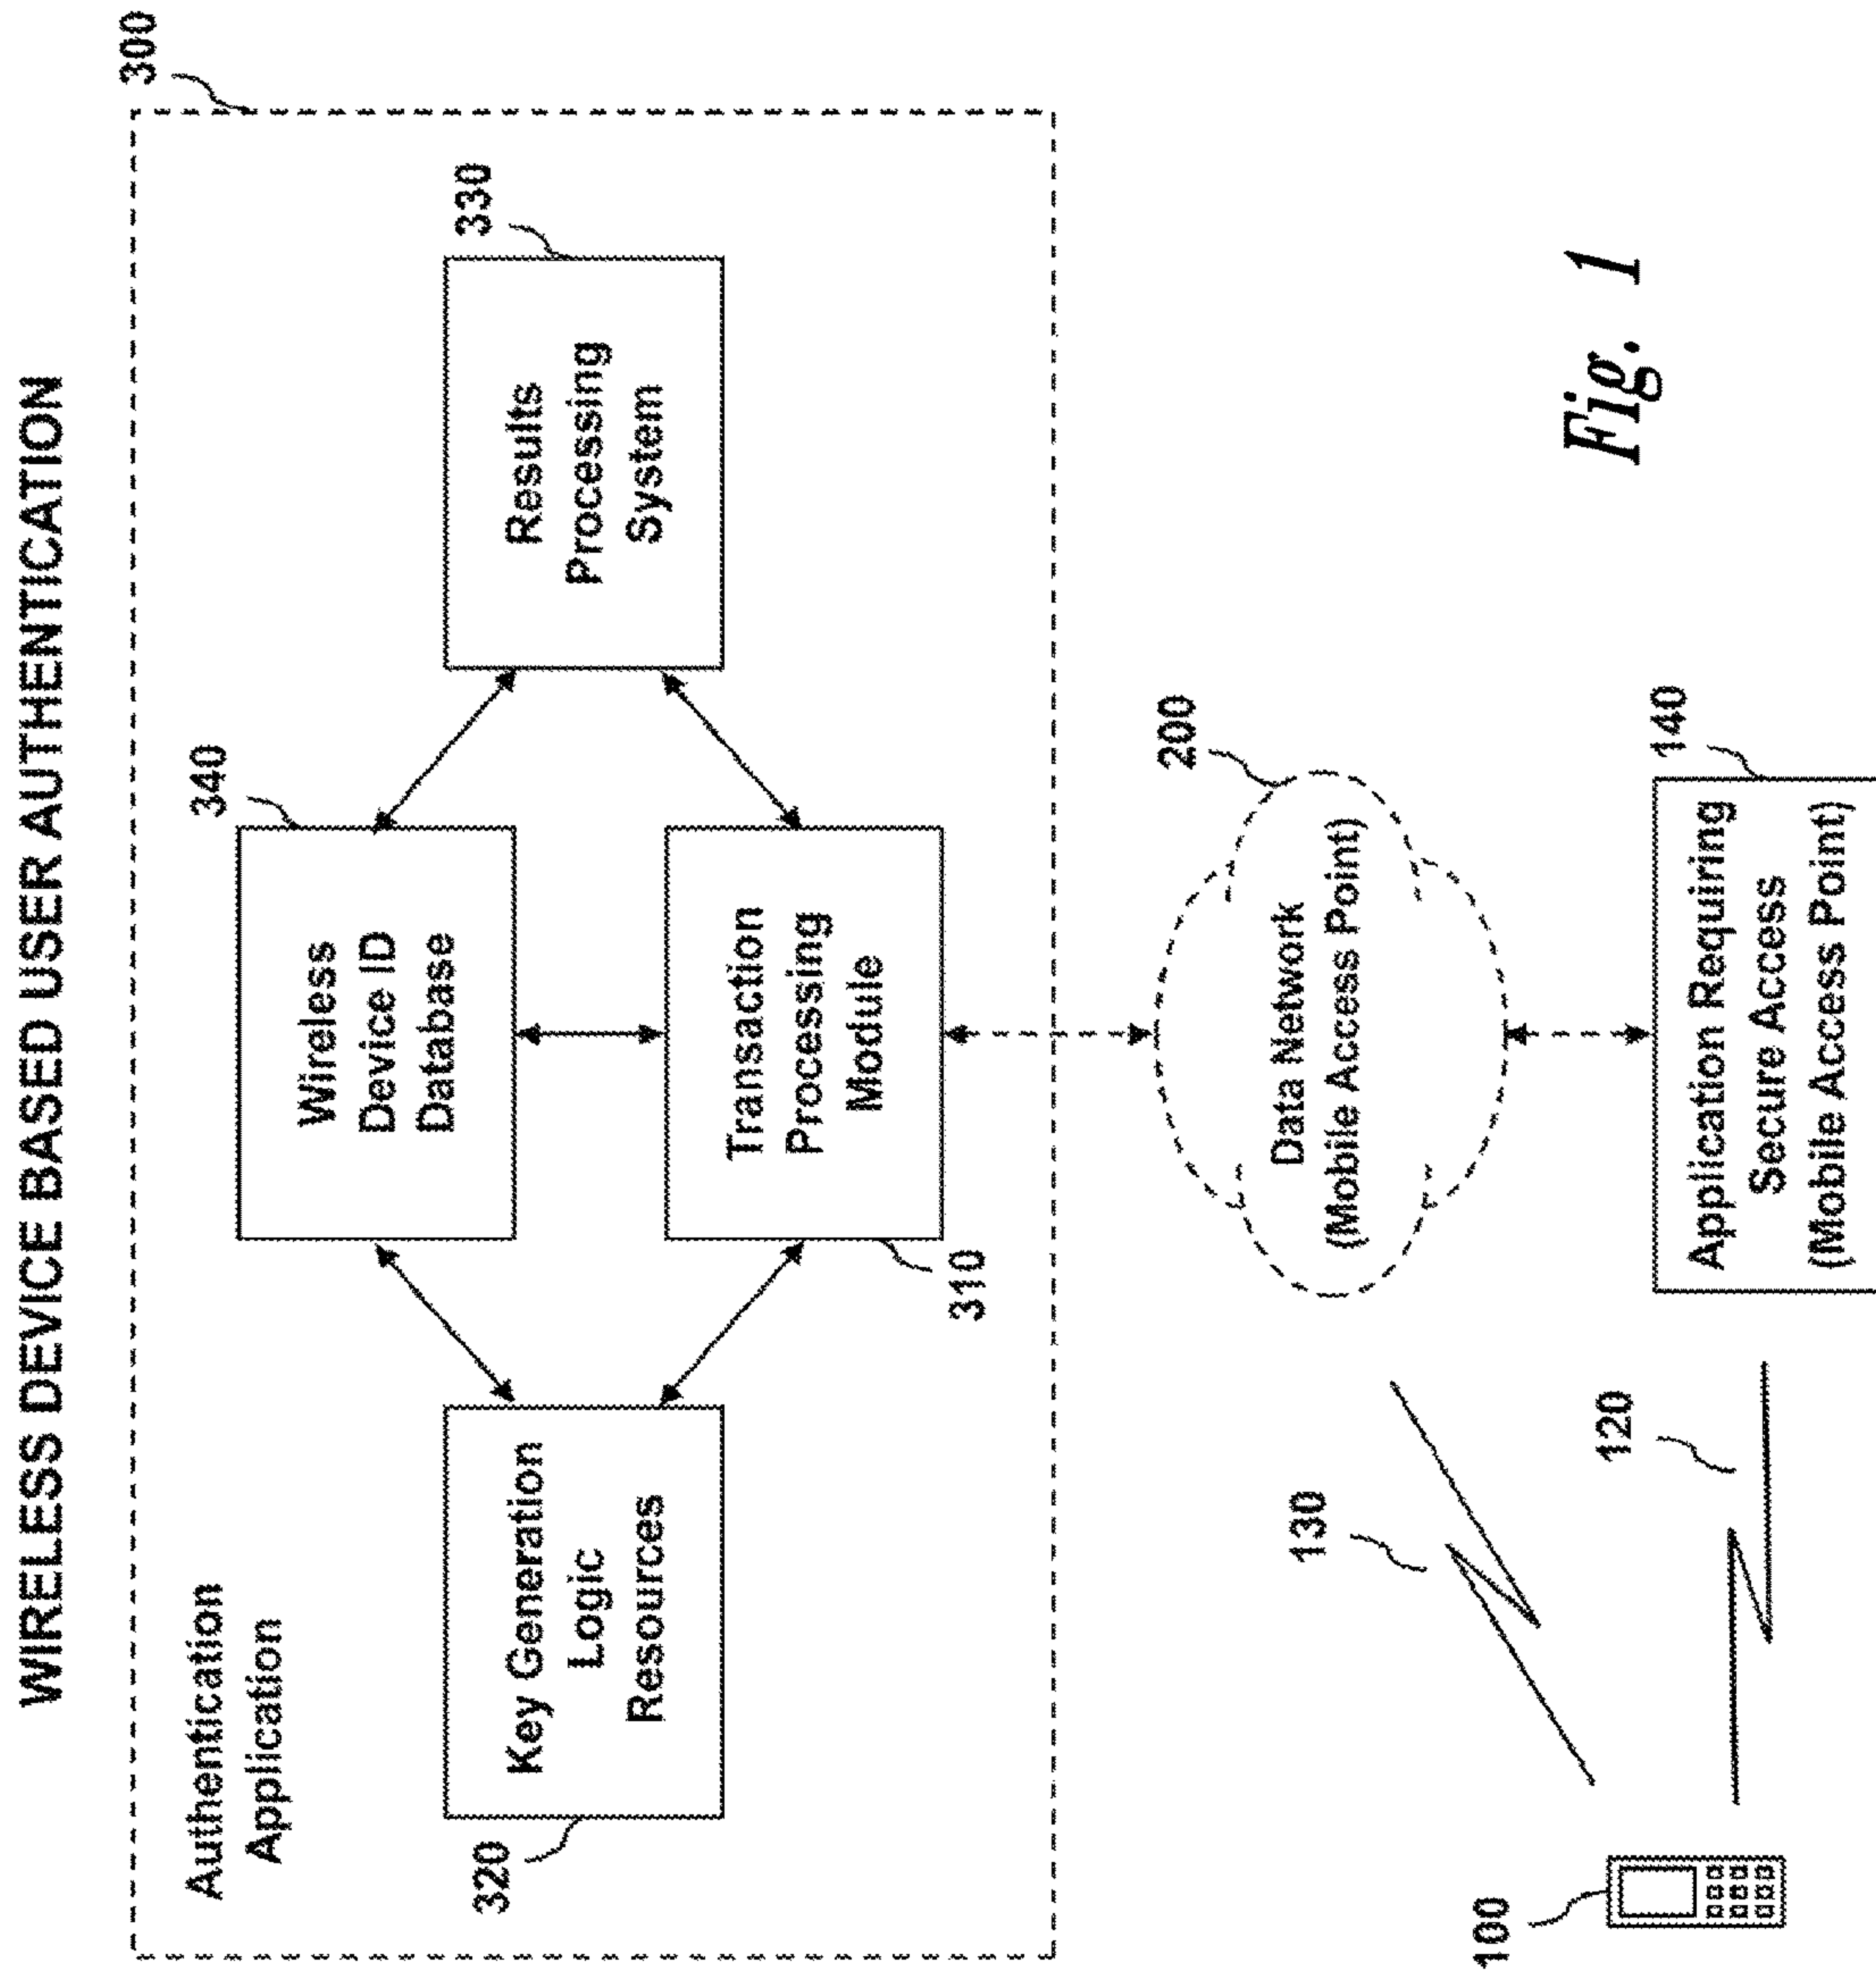 WIRELESS DEVICE BASED USER AUTHENTICATION
300
Authentication
Application
340
Wireless
Device ID
Database
320
Key Generation
Logic
Resources
330
Results
Processing
System
Transaction
Processing
Module
310
200
Data Network
(Mobile Access Point)
130
100
120
140
Application Requiring
Secure Access
(Mobile Access Point)
Fig. 1